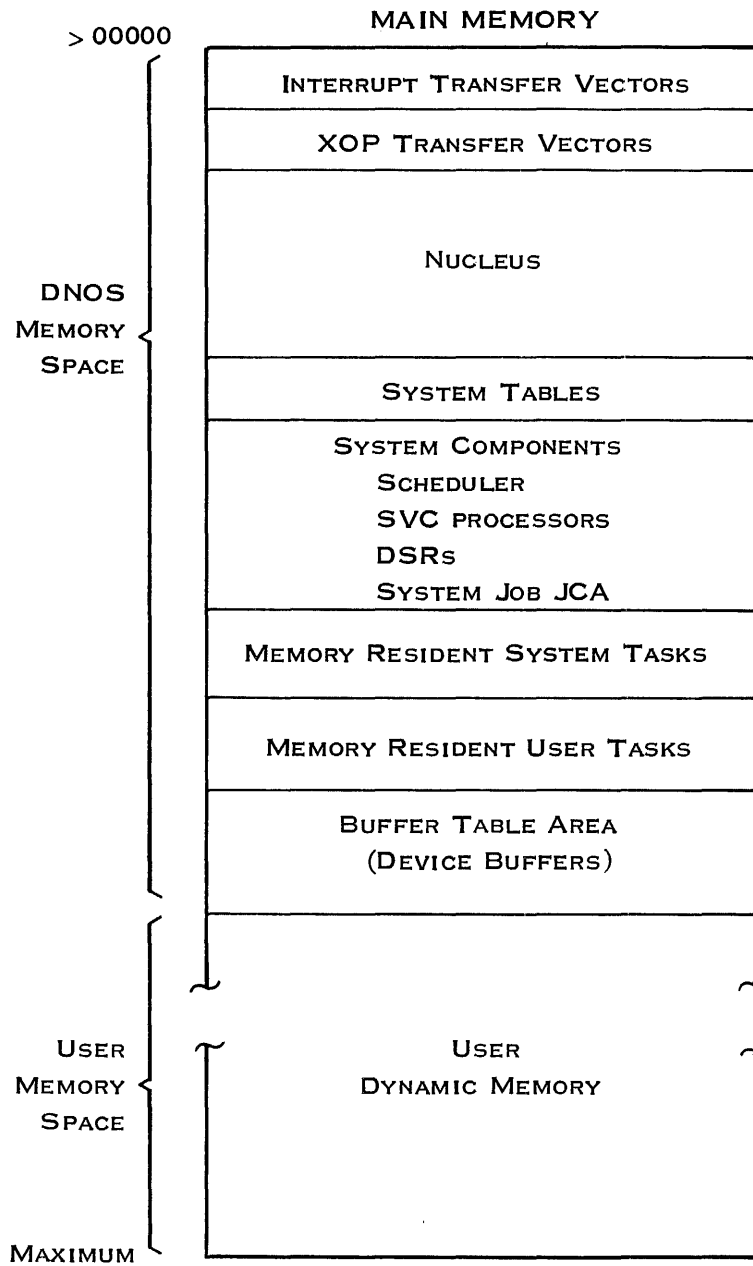 MAIN MEMORY
> 00000
INTERRUPT TRANSFER VECTORS
XOP TRANSFER VECTORS
NUCLEUS
DNOS
MEMORY
SPACE
SYSTEM TABLES
SYSTEM COMPONENTS
SCHEDULER
SVC PROCESSORS
DSRS
SYSTEM JOB JCA
MEMORY RESIDENT SYSTEM TASKS
MEMORY RESIDENT USER TASKS
BUFFER TABLE AREA
(DEVICE BUFFERS)
USER
MEMORY
SPACE
USER
DYNAMIC MEMORY
MAXIMUM